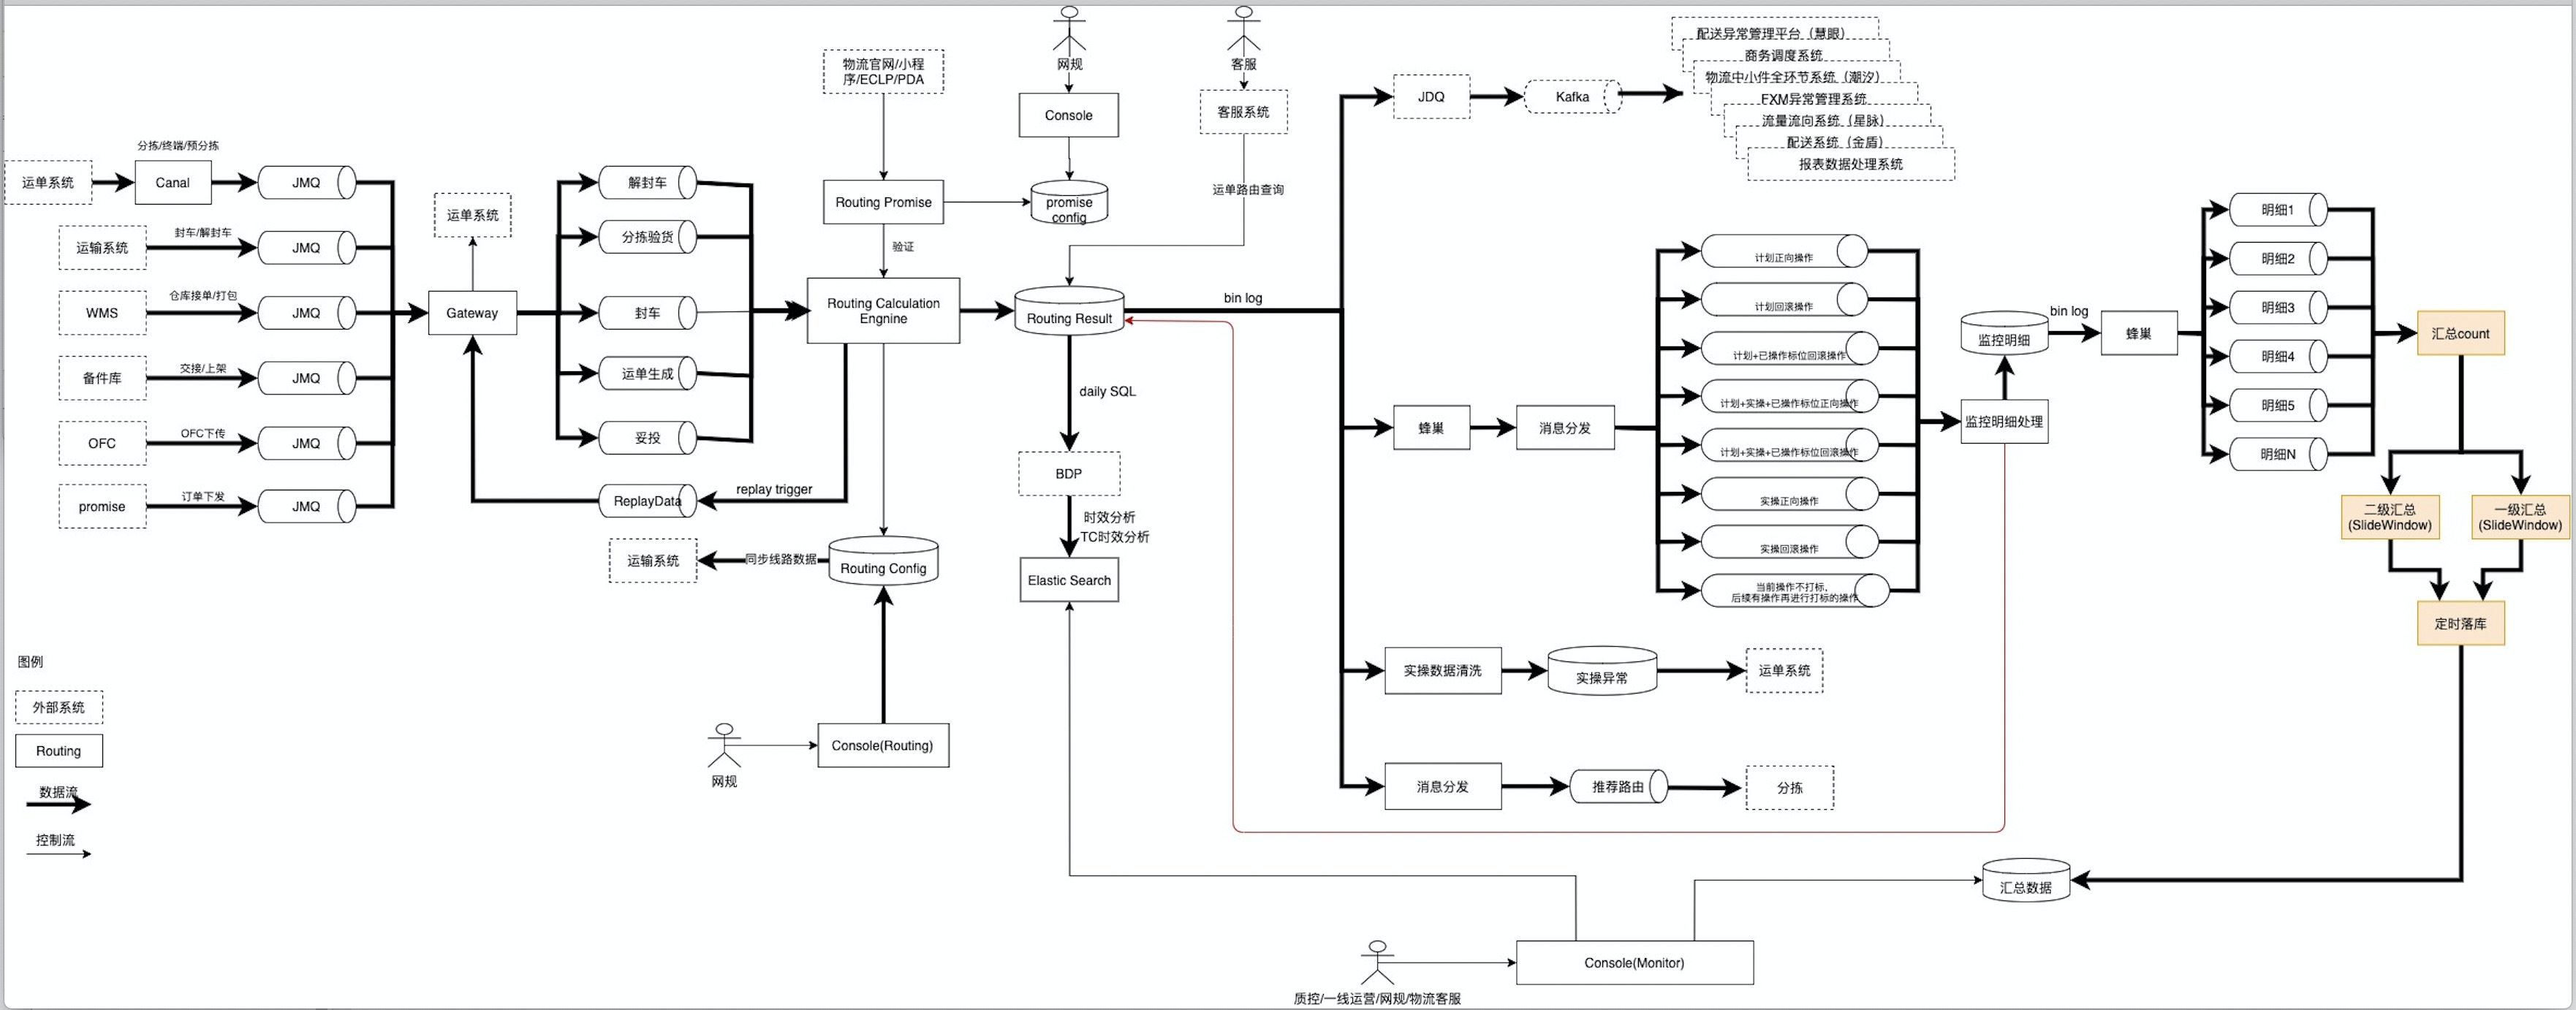 分拣/终端/预分拣
运单系统
Canal
JMQ
运输系统
封车/解封车
JMQ
WMS
仓库接单/打包
JMQ
备件库
交接/上架
JMQ
OFC
OFC下传
JMQ
promise
订单下发
JMQ
运单系统
Gateway
解封车
分拣验货
封车
运单生成
妥投
ReplayData
replay trigger
物流官网/小程
序/ECLP/PDA
Routing Promise
验证
Routing Calculation
Engnine
网规
Console
promise
config
客服
客服系统
运单路由查询
Routing Result
bin log
daily SQL
BDP
时效分析
TC时效分析
Elastic Search
运输系统
同步线路数据
Routing Config
网规
Console(Routing)
JDQ
Kafka
配送异常管理平台（慧眼）
商务调度系统
物流中小件全环节系统（潮汐）
FXM异常管理系统
流量流向系统（星脉）
配送系统（金盾）
报表数据处理系统
蜂巢
消息分发
计划正向操作
计划回滚操作
计划+已操作标位回滚操作
计划+实操+已操作标位正向操作
计划+实操+已操作标位回滚操作
实操正向操作
实操回滚操作
当前操作不打标、
后续有操作再进行打标的操作
监控明细
监控明细处理
bin log
蜂巢
明细1
明细2
明细3
明细4
明细5
明细N
汇总count
二级汇总
(SlideWindow)
一级汇总
(SlideWindow)
定时落库
实操数据清洗
实操异常
运单系统
消息分发
推荐路由
分拣
汇总数据
Console(Monitor)
质控/一线运营/网规/物流客服
图例
外部系统
Routing
数据流
控制流